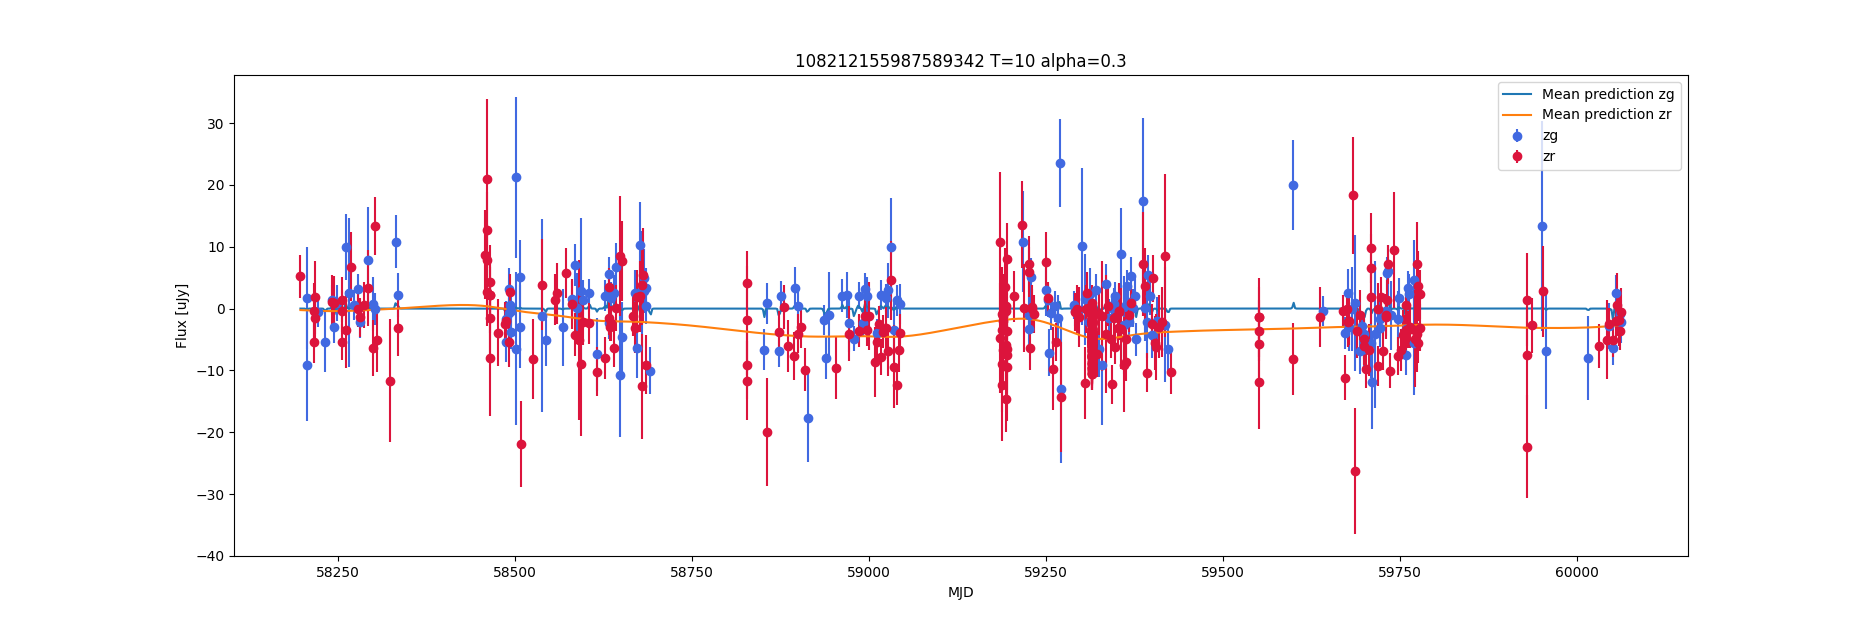 108212155987589342 T=10 alpha=0.3
Mean prediction zg
Mean prediction zr
zg
zr
Flux [uJy]
30
20
10
0
−10
−20
−30
−40
58250 58500 58750 59000 59250 59500 59750 60000
MJD